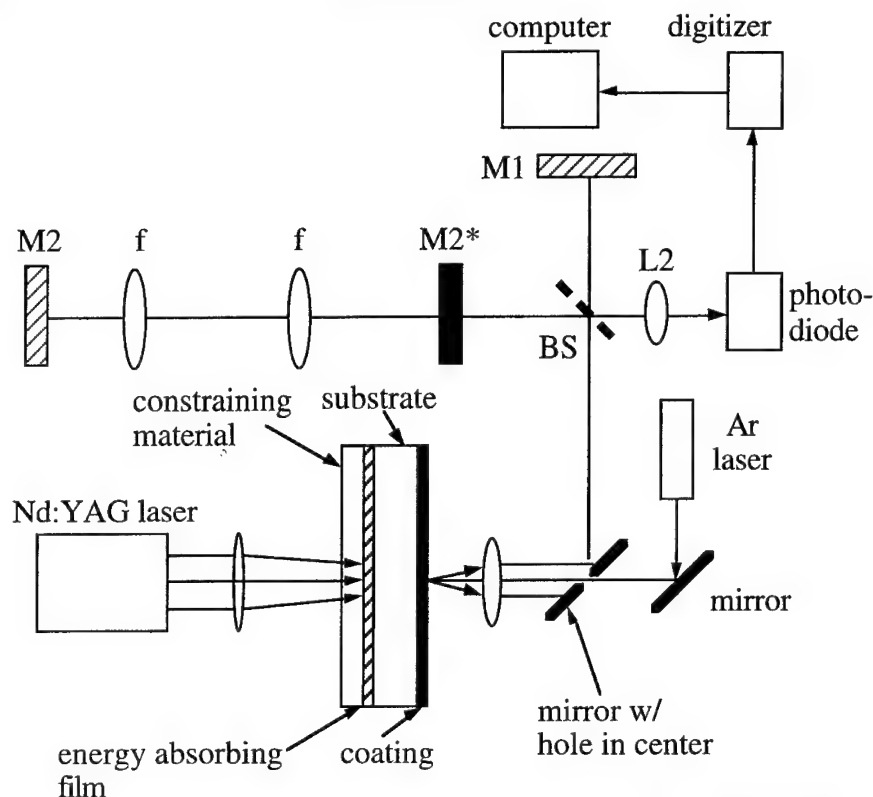 computer
digitizer
M1
M2
f
f
M2*
L2
BS
photo-
diode
constraining
material
substrate
Ar
laser
Nd:YAG laser
mirror
mirror w/
hole in center
energy absorbing
film
coating